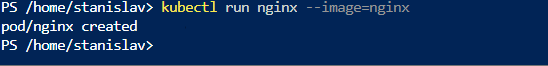 PS /home/stanislav> kubectl run nginx --image=nginx
pod/nginx created
PS /home/stanislav>